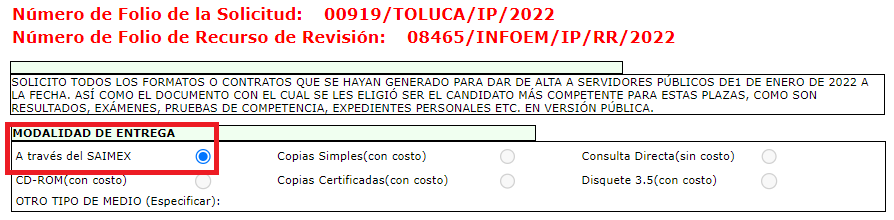 Número de Folio de la Solicitud: 00919/TOLUCA/IP/2022
Número de Folio de Recurso de Revisión: 08465/INFOEM/IP/RR/2022
SOLICITO TODOS LOS FORMATOS O CONTRATOS QUE SE HAYAN GENERADO PARA DAR DE ALTA A SERVIDORES PÚBLICOS DE1 DE ENERO DE 2022 A
LA FECHA. ASÍ COMO EL DOCUMENTO CON EL CUAL SE LES ELIGIÓ SER EL CANDIDATO MÁS COMPETENTE PARA ESTAS PLAZAS, COMO SON
RESULTADOS, EXÁMENES, PRUEBAS DE COMPETENCIA, EXPEDIENTES PERSONALES ETC. EN VERSIÓN PÚBLICA.
MODALIDAD DE ENTREGA
A través del SAIMEX Copias Simples(con costo) Consulta Directa(sin costo)
CD-ROM(con costo) Copias Certificadas(con costo) Disquete 3.5(con costo)
OTRO TIPO DE MEDIO (Especificar):